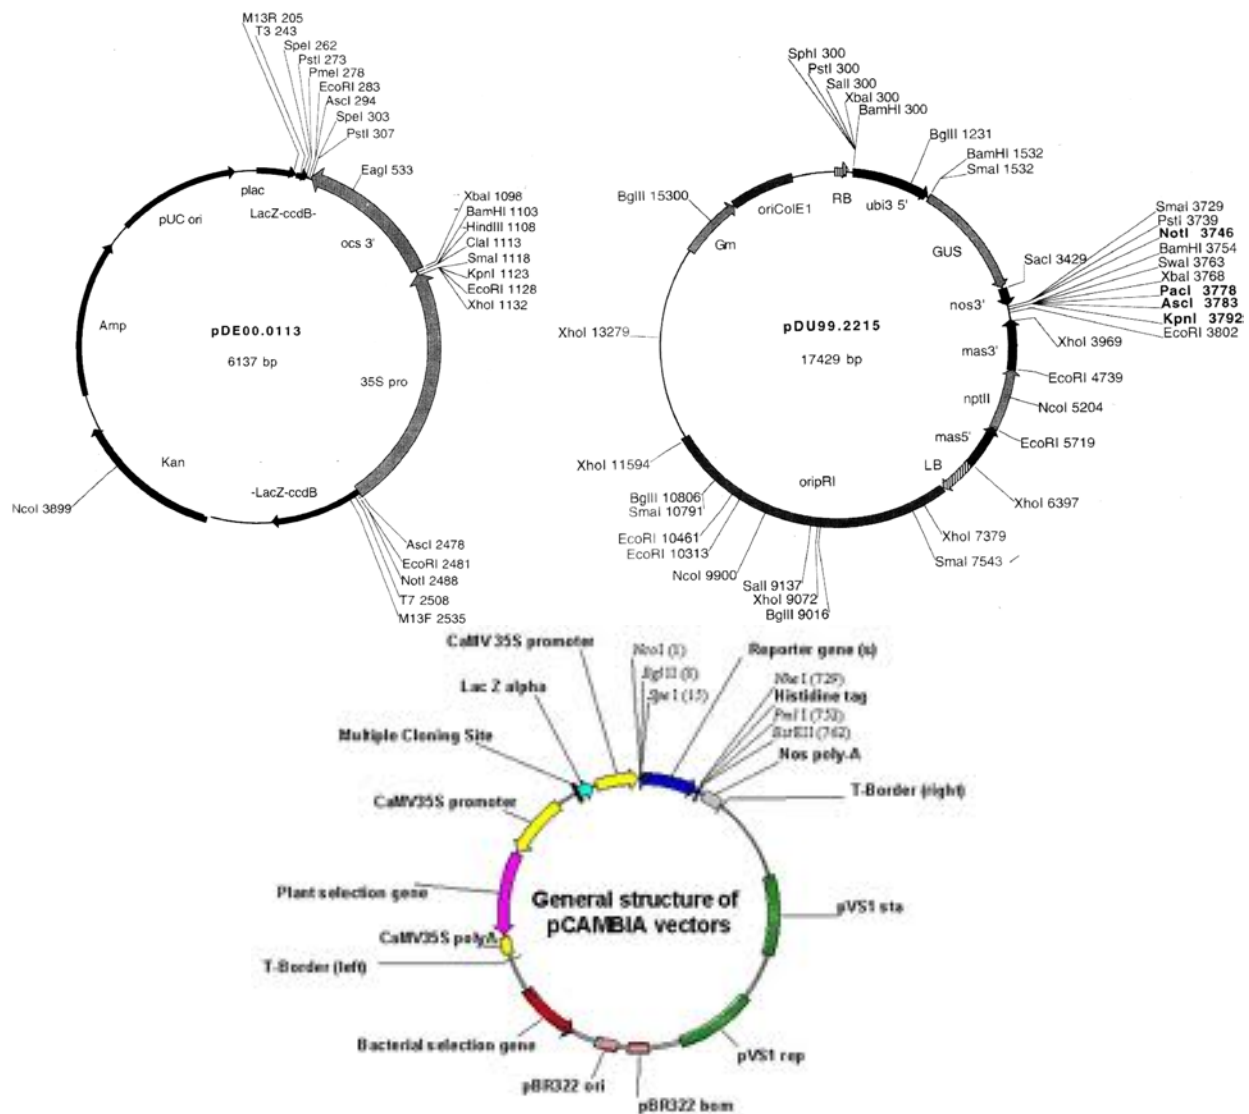 M13R 205
T3 243
SpeI 262
PstI 273
PmeI 278
EcoRI 283
AscI 294
SpeI 303
PstI 307
EagI 533
XbaI 1098
BamHI 1103
HindIII 1108
ClaI 1113
SmaI 1118
KpnI 1123
EcoRI 1128
XhoI 1132
plac
LacZ-ccdB-
pUC ori
ocs 3'
Amp
pDE00.0113
6137 bp
35S pro
Kan
-LacZ-ccdB
NcoI 3899
AscI 2478
EcoRI 2481
NotI 2488
T7 2508
M13F 2535
SphI 300
PstI 300
SalI 300
XbaI 300
BamHI 300
BglII 1231
BamHI 1532
SmaI 1532
BglII 15300
oriColE1
RB
ubi3 5'
Gm
GUS
SacI 3429
SmaI 3729
PstI 3739
NotI 3746
BamHI 3754
SwaI 3763
XbaI 3768
PacI 3778
AscI 3783
KpnI 3792
EcoRI 3802
nos3'
XhoI 13279
pDU99.2215
17429 bp
XhoI 3969
mas3'
EcoRI 4739
nptII
NcoI 5204
mas5'
EcoRI 5719
LB
XhoI 11594
oripRI
XhoI 6397
BglII 10806
SmaI 10791
EcoRI 10461
EcoRI 10313
NcoI 9900
SalI 9137
XhoI 9072
BglII 9016
XhoI 7379
SmaI 7543
CaMV 35S promoter
NcoI (1)
BglII (8)
SpeI (15)
Reporter gene (s)
Lac Z alpha
NheI (729)
Histidine tag
PmlI (752)
BstEII (762)
Multiple Cloning Site
Nos poly-A
T-Border (right)
CaMV35S promoter
Plant selection gene
General structure of
pCAMBIA vectors
pVS1 sta
CaMV35S polyA
T-Border (left)
Bacterial selection gene
pVS1 rep
pBR322 ori
pBR322 bom